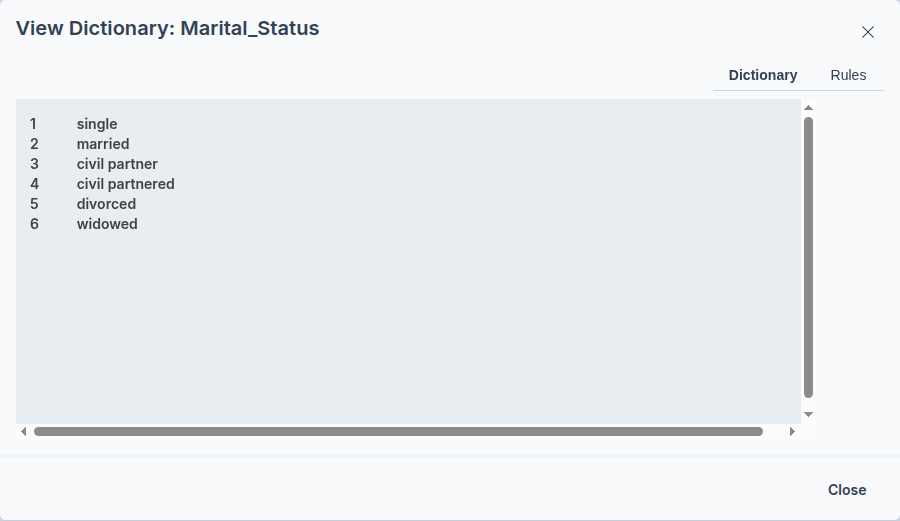 View Dictionary: Marital_Status
Dictionary Rules
1 single
2 married
3 civil partner
4 civil partnered
5 divorced
6 widowed
Close